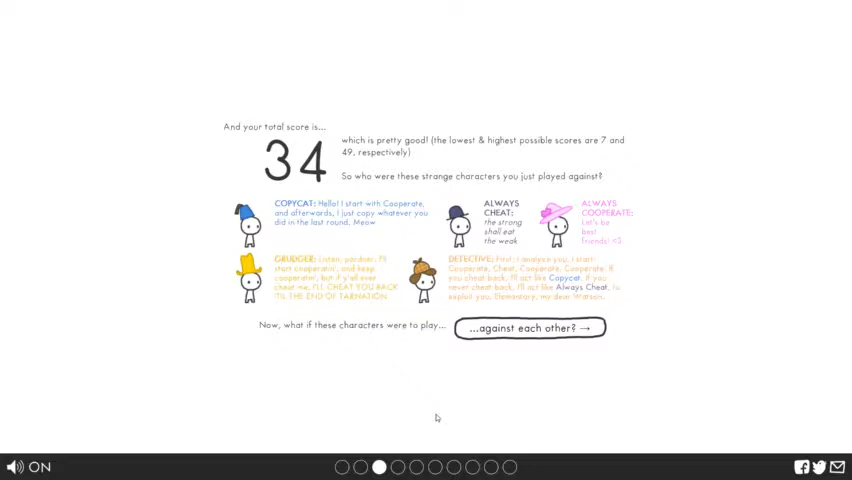 And your total score is...
34
which is pretty good! (the lowest & highest possible scores are 7 and
49, respectively)
So who were these strange characters you just played against?
COPYCAT: Hello! I start with Cooperate,
and afterwards, I just copy whatever you
did in the last round. Meow
ALWAYS
CHEAT:
the strong
shall eat
the weak
ALWAYS
COOPERATE:
Let's be
best
friends! <3
GRUDGER: Listen, pardner. I'll
start cooperatin', and keep
cooperatin', but if y'all ever
cheat me, I'LL CHEAT YOU BACK
'TIL THE END OF TARNATION.
DETECTIVE: First: I analyze you. I start:
Cooperate, Cheat, Cooperate, Cooperate. If
you cheat back, I'll act like Copycat. If you
never cheat back, I'll act like Always Cheat, to
exploit you. Elementary, my dear Watson.
Now, what if these characters were to play...
...against each other? →
ON